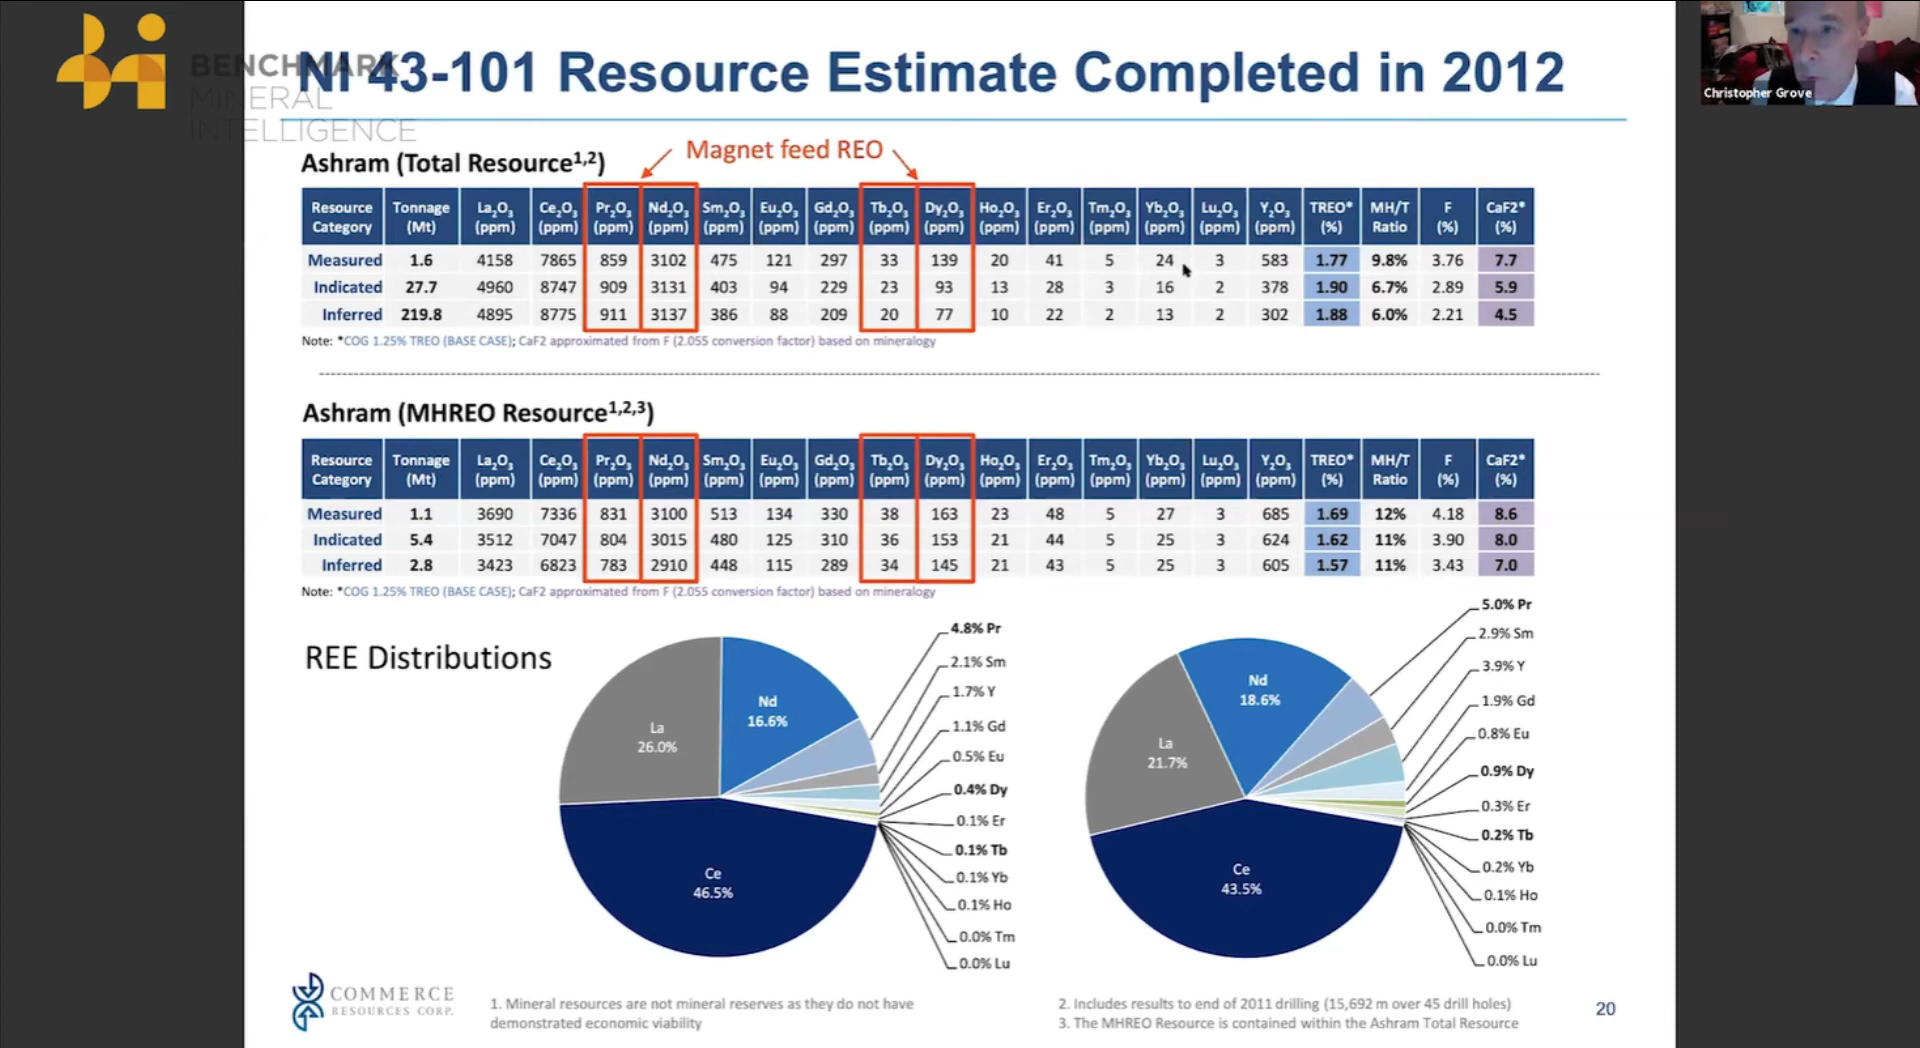 BENCHMARK
MINERAL
INTELLIGENCE
NI 43-101 Resource Estimate Completed in 2012
Christopher Grove
Magnet feed REO
Ashram (Total Resource¹,²)
Resource Category Tonnage (Mt) La₂O₃ (ppm) Ce₂O₃ (ppm) Pr₂O₃ (ppm) Nd₂O₃ (ppm) Sm₂O₃ (ppm) Eu₂O₃ (ppm) Gd₂O₃ (ppm) Tb₂O₃ (ppm) Dy₂O₃ (ppm) Ho₂O₃ (ppm) Er₂O₃ (ppm) Tm₂O₃ (ppm) Yb₂O₃ (ppm) Lu₂O₃ (ppm) Y₂O₃ (ppm) TREO* (%) MH/T Ratio F (%) CaF2* (%)
Measured 1.6 4158 7865 859 3102 475 121 297 33 139 20 41 5 24 3 583 1.77 9.8% 3.76 7.7
Indicated 27.7 4960 8747 909 3131 403 94 229 23 93 13 28 3 16 2 378 1.90 6.7% 2.89 5.9
Inferred 219.8 4895 8775 911 3137 386 88 209 20 77 10 22 2 13 2 302 1.88 6.0% 2.21 4.5
Note: *COG 1.25% TREO (BASE CASE); CaF2 approximated from F (2.055 conversion factor) based on mineralogy
Ashram (MHREO Resource¹,²,³)
Resource Category Tonnage (Mt) La₂O₃ (ppm) Ce₂O₃ (ppm) Pr₂O₃ (ppm) Nd₂O₃ (ppm) Sm₂O₃ (ppm) Eu₂O₃ (ppm) Gd₂O₃ (ppm) Tb₂O₃ (ppm) Dy₂O₃ (ppm) Ho₂O₃ (ppm) Er₂O₃ (ppm) Tm₂O₃ (ppm) Yb₂O₃ (ppm) Lu₂O₃ (ppm) Y₂O₃ (ppm) TREO* (%) MH/T Ratio F (%) CaF2* (%)
Measured 1.1 3690 7336 831 3100 513 134 330 38 163 23 48 5 27 3 685 1.69 12% 4.18 8.6
Indicated 5.4 3512 7047 804 3015 480 125 310 36 153 21 44 5 25 3 624 1.62 11% 3.90 8.0
Inferred 2.8 3423 6823 783 2910 448 115 289 34 145 21 43 5 25 3 605 1.57 11% 3.43 7.0
Note: *COG 1.25% TREO (BASE CASE); CaF2 approximated from F (2.055 conversion factor) based on mineralogy
REE Distributions
Nd
16.6%
La
26.0%
Ce
46.5%
4.8% Pr
2.1% Sm
1.7% Y
1.1% Gd
0.5% Eu
0.4% Dy
0.1% Er
0.1% Tb
0.1% Yb
0.1% Ho
0.0% Tm
0.0% Lu
Nd
18.6%
La
21.7%
Ce
43.5%
5.0% Pr
2.9% Sm
3.9% Y
1.9% Gd
0.8% Eu
0.9% Dy
0.3% Er
0.2% Tb
0.2% Yb
0.1% Ho
0.0% Tm
0.0% Lu
COMMERCE
RESOURCES CORP.
1. Mineral resources are not mineral reserves as they do not have
demonstrated economic viability
2. Includes results to end of 2011 drilling (15,692 m over 45 drill holes)
3. The MHREO Resource is contained within the Ashram Total Resource
20